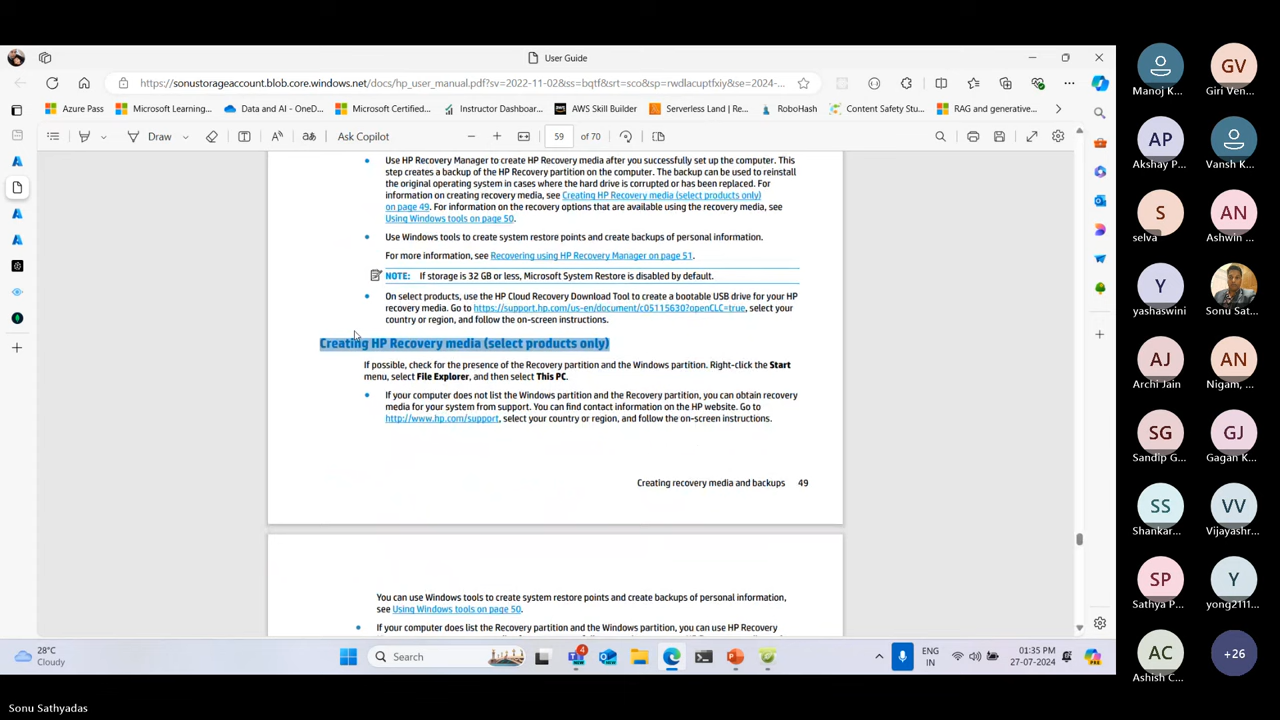 User Guide
https://sonustorageaccount.blob.core.windows.net/docs/hp_user_manual.pdf?sv=2022-11-02&ss=bqtf&srt=sco&sp=rwdlacuptfxiy&se=2024-...
Azure Pass
Microsoft Learning...
Data and AI - OneD...
Microsoft Certified...
Instructor Dashboar...
AWS Skill Builder
Serverless Land | Re...
RoboHash
Content Safety Stu...
RAG and generative...
Draw
Ask Copilot
59 of 70
Use HP Recovery Manager to create HP Recovery media after you successfully set up the computer. This
step creates a backup of the HP Recovery partition on the computer. The backup can be used to reinstall
the original operating system in cases where the hard drive is corrupted or has been replaced. For
information on creating recovery media, see Creating HP Recovery media (select products only)
on page 49. For information on the recovery options that are available using the recovery media, see
Using Windows tools on page 50.
Use Windows tools to create system restore points and create backups of personal information.
For more information, see Recovering using HP Recovery Manager on page 51.
NOTE: If storage is 32 GB or less, Microsoft System Restore is disabled by default.
On select products, use the HP Cloud Recovery Download Tool to create a bootable USB drive for your HP
recovery media. Go to https://support.hp.com/us-en/document/c05115630?openCLC=true, select your
country or region, and follow the on-screen instructions.
Creating HP Recovery media (select products only)
If possible, check for the presence of the Recovery partition and the Windows partition. Right-click the Start
menu, select File Explorer, and then select This PC.
If your computer does not list the Windows partition and the Recovery partition, you can obtain recovery
media for your system from support. You can find contact information on the HP website. Go to
http://www.hp.com/support, select your country or region, and follow the on-screen instructions.
Creating recovery media and backups 49
You can use Windows tools to create system restore points and create backups of personal information,
see Using Windows tools on page 50.
If your computer does list the Recovery partition and the Windows partition, you can use HP Recovery
28°C
Cloudy
Search
4
ENG
IN
01:35 PM
27-07-2024
Manoj K...
GV
Giri Ven...
AP
Akshay P...
Vansh K...
S
selva
AN
Ashwin ...
Y
yashaswini
Sonu Sat...
AJ
Archi Jain
AN
Nigam, ...
SG
Sandip G...
GJ
Gagan K...
SS
Shankar...
VV
Vijayashr...
SP
Sathya P...
Y
yong2111...
AC
Ashish C...
+26
Sonu Sathyadas